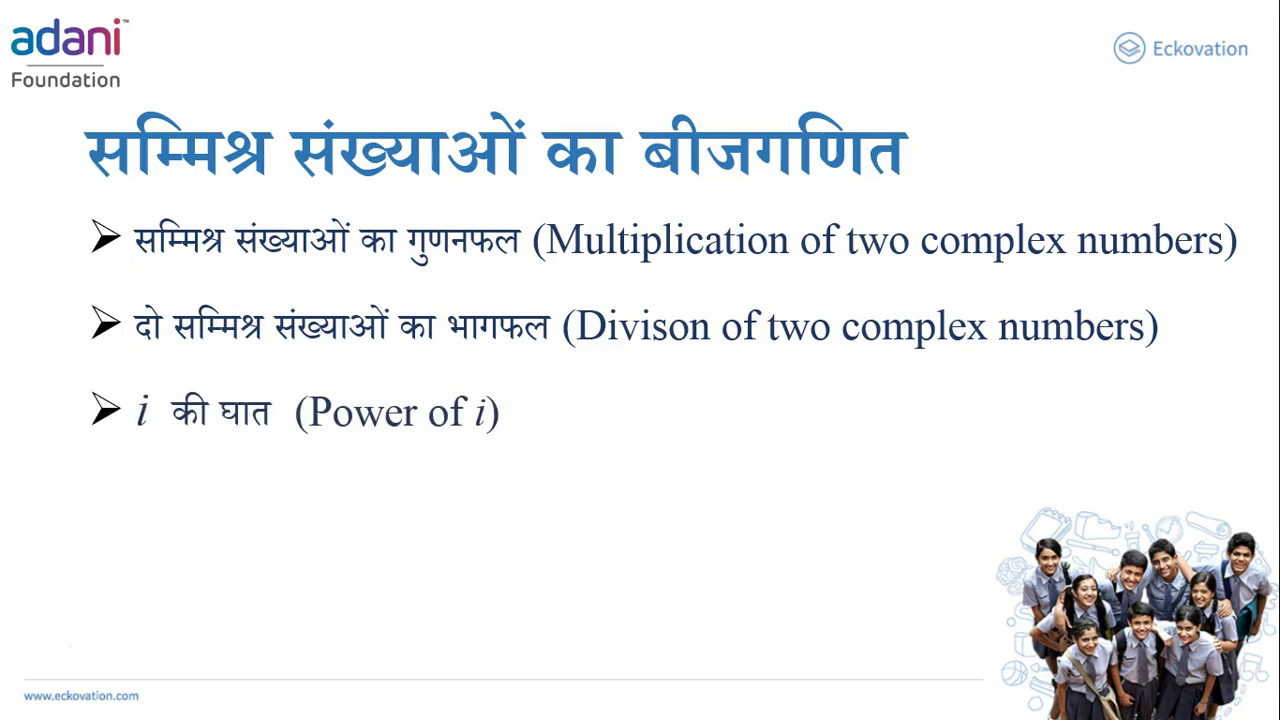 adani™
Foundation
Eckovation
सम्मिश्र संख्याओं का बीजगणित
➢ सम्मिश्र संख्याओं का गुणनफल (Multiplication of two complex numbers)
➢ दो सम्मिश्र संख्याओं का भागफल (Divison of two complex numbers)
➢ i की घात (Power of i)
www.eckovation.com